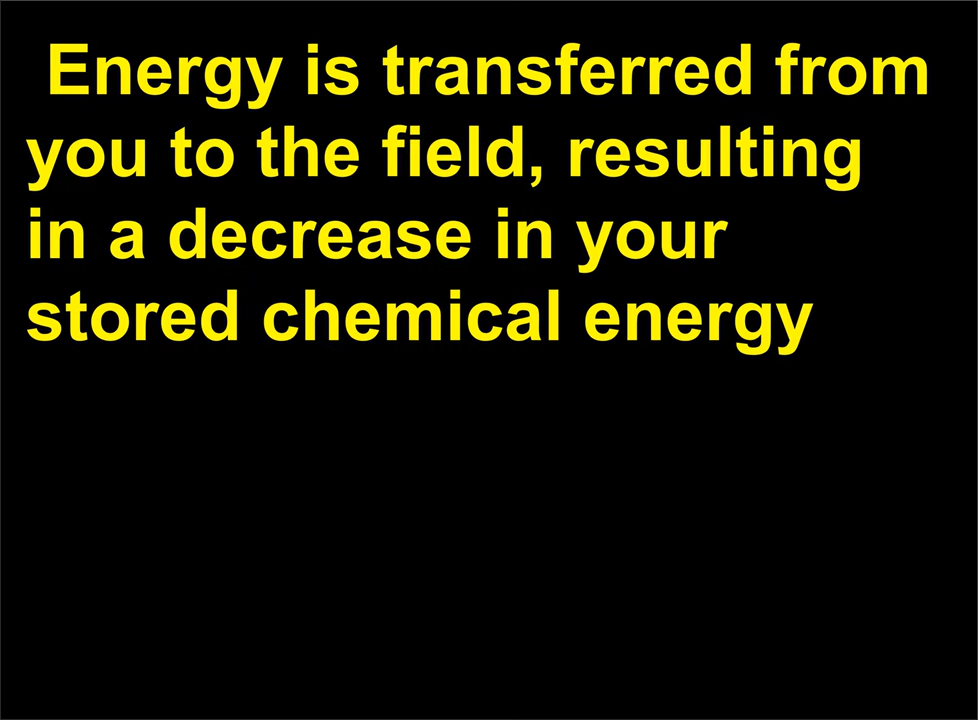 Energy is transferred from
you to the field, resulting
in a decrease in your
stored chemical energy